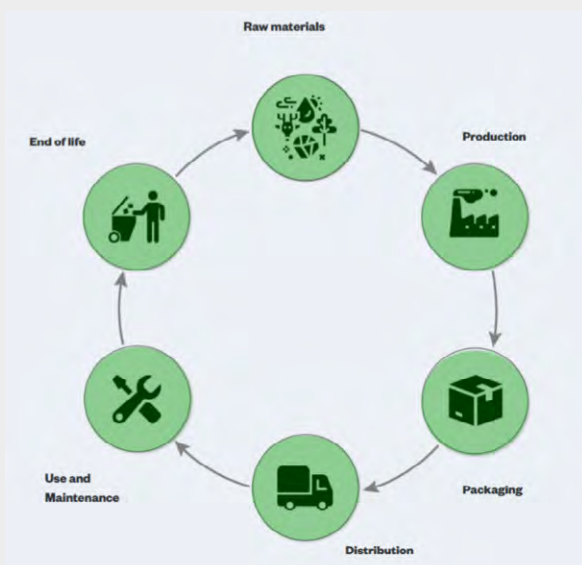 Raw materials
Production
End of life
Use and
Maintenance
Packaging
Distribution